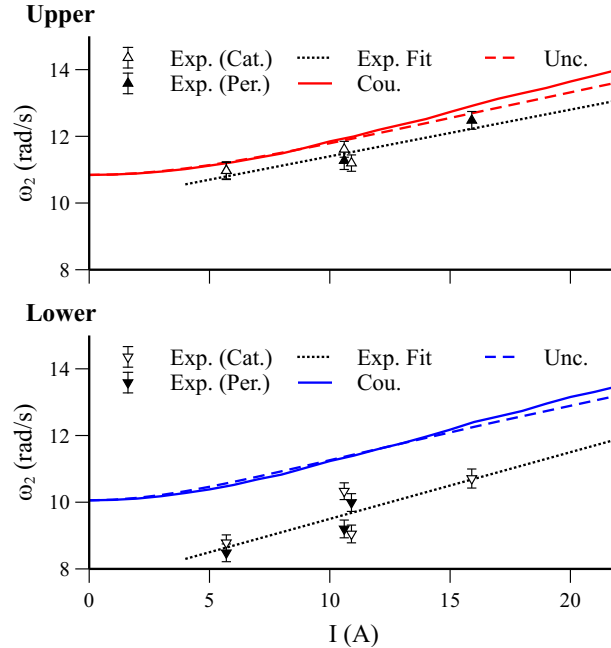 Upper
Exp. (Cat.) Exp. Fit Unc.
Exp. (Per.) Cou.
14
12
10
8
ω₂ (rad/s)
Lower
Exp. (Cat.) Exp. Fit Unc.
Exp. (Per.) Cou.
14
12
10
8
ω₂ (rad/s)
0 5 10 15 20
I (A)